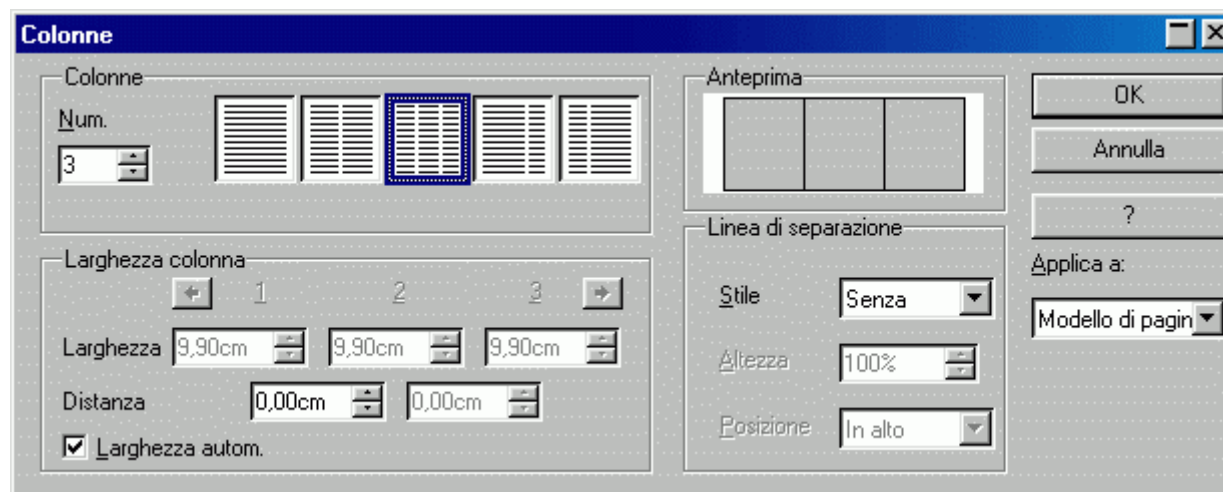 Colonne
Colonne
Num.
3
Anteprima
OK
Annulla
?
Applica a:
Modello di pagin
Larghezza colonna
1 2 3
Larghezza 9,90cm 9,90cm 9,90cm
Distanza 0,00cm 0,00cm
Larghezza autom.
Linea di separazione
Stile Senza
Altezza 100%
Posizione In alto